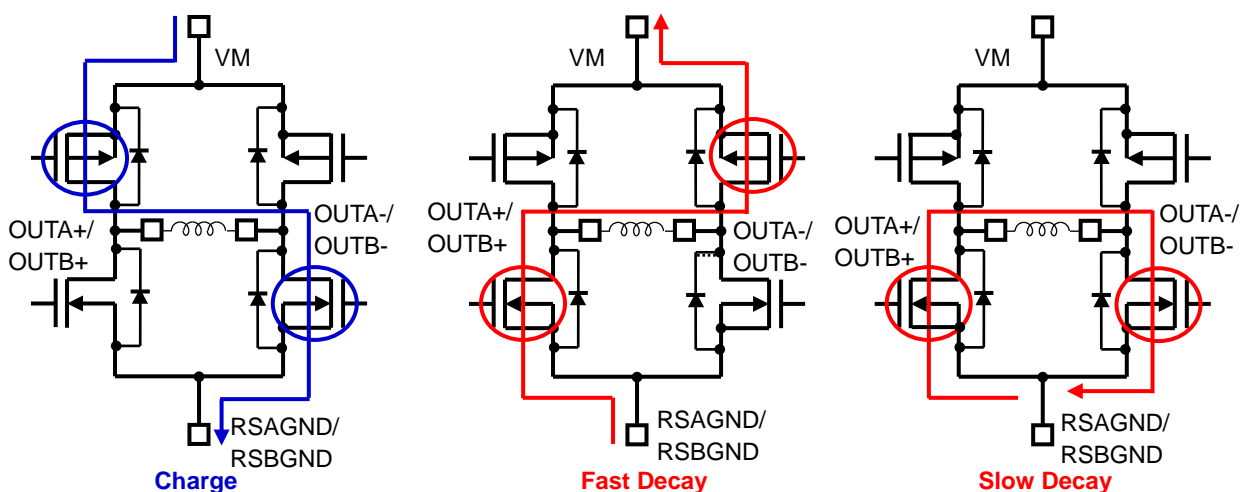 VM
OUTA+/
OUTB+
OUTA-/
OUTB-
RSAGND/
RSBGND
Charge
VM
OUTA+/
OUTB+
OUTA-/
OUTB-
RSAGND/
RSBGND
Fast Decay
VM
OUTA+/
OUTB+
OUTA-/
OUTB-
RSAGND/
RSBGND
Slow Decay